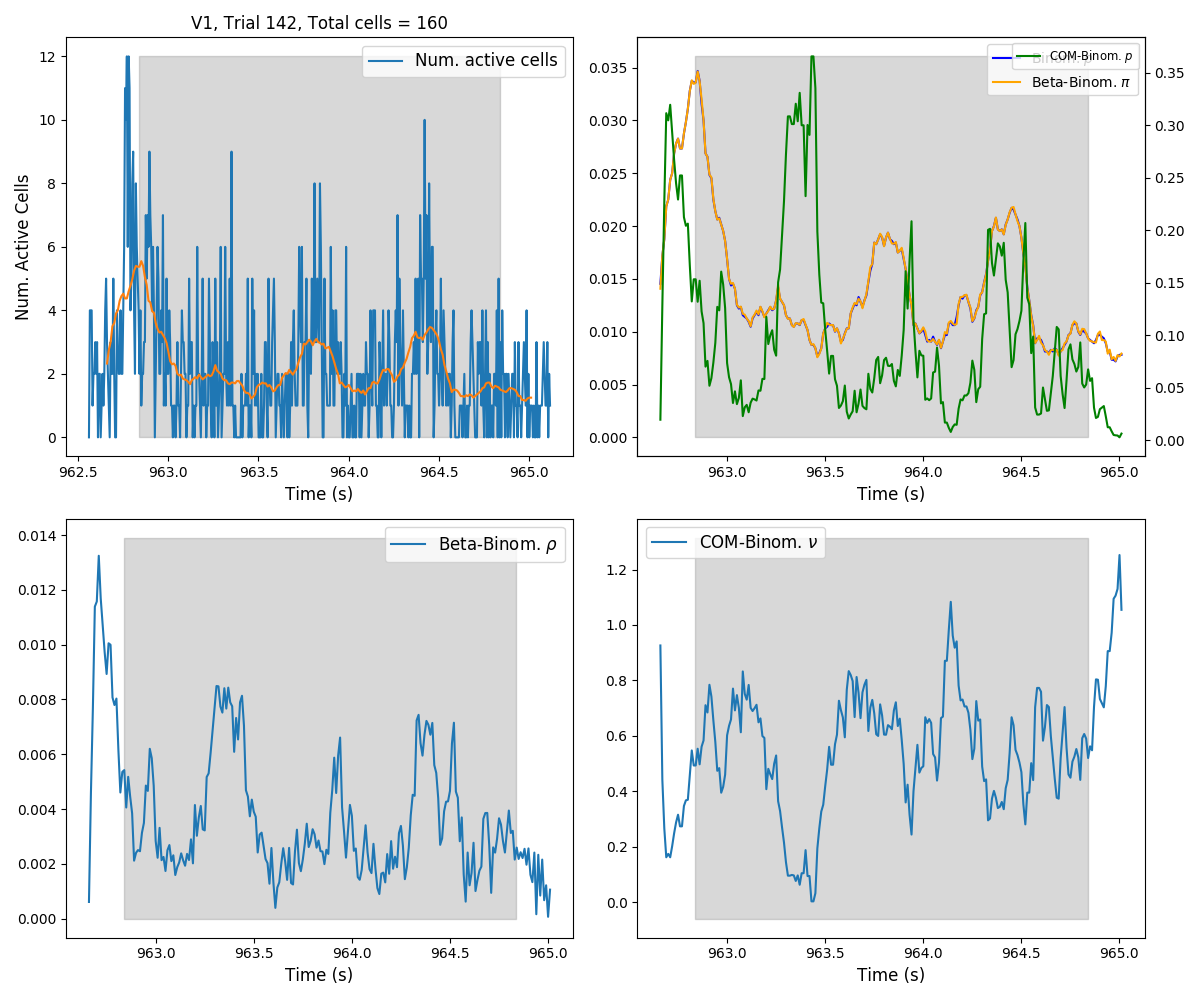 V1, Trial 142, Total cells = 160
Num. Active Cells
12
10
8
6
4
2
0
Num. active cells
962.5 963.0 963.5 964.0 964.5 965.0
Time (s)
0.035
0.030
0.025
0.020
0.015
0.010
0.005
0.000
COM-Binom. p
Binom. p
Beta-Binom. π
0.35
0.30
0.25
0.20
0.15
0.10
0.05
0.00
963.0 963.5 964.0 964.5 965.0
Time (s)
0.014
0.012
0.010
0.008
0.006
0.004
0.002
0.000
Beta-Binom. ρ
963.0 963.5 964.0 964.5 965.0
Time (s)
1.2
1.0
0.8
0.6
0.4
0.2
0.0
COM-Binom. ν
963.0 963.5 964.0 964.5 965.0
Time (s)